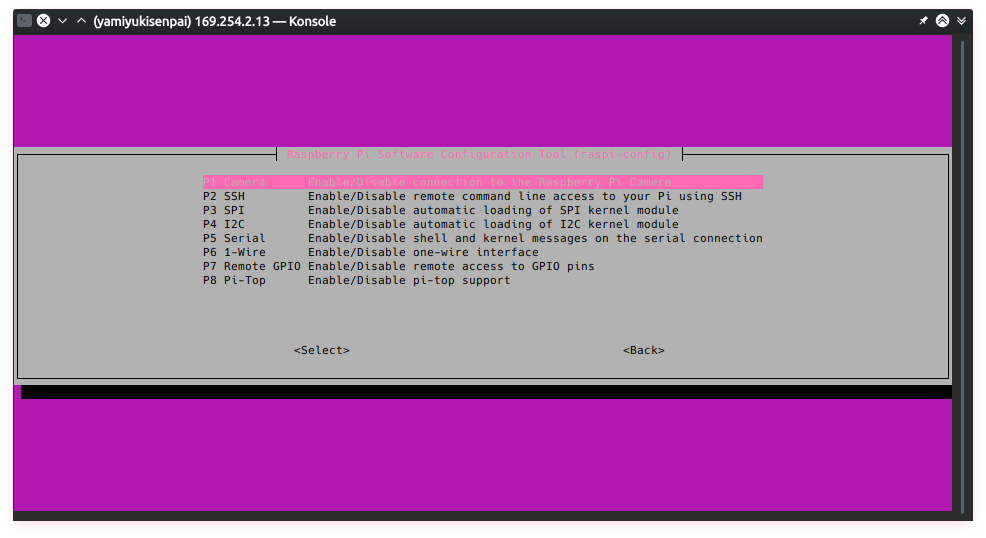 (yamiyukisenpai) 169.254.2.13 — Konsole
Raspberry Pi Software Configuration Tool (raspi-config)
P1 Camera Enable/Disable connection to the Raspberry Pi Camera
P2 SSH Enable/Disable remote command line access to your Pi using SSH
P3 SPI Enable/Disable automatic loading of SPI kernel module
P4 I2C Enable/Disable automatic loading of I2C kernel module
P5 Serial Enable/Disable shell and kernel messages on the serial connection
P6 1-Wire Enable/Disable one-wire interface
P7 Remote GPIO Enable/Disable remote access to GPIO pins
P8 Pi-Top Enable/Disable pi-top support
<Select> <Back>